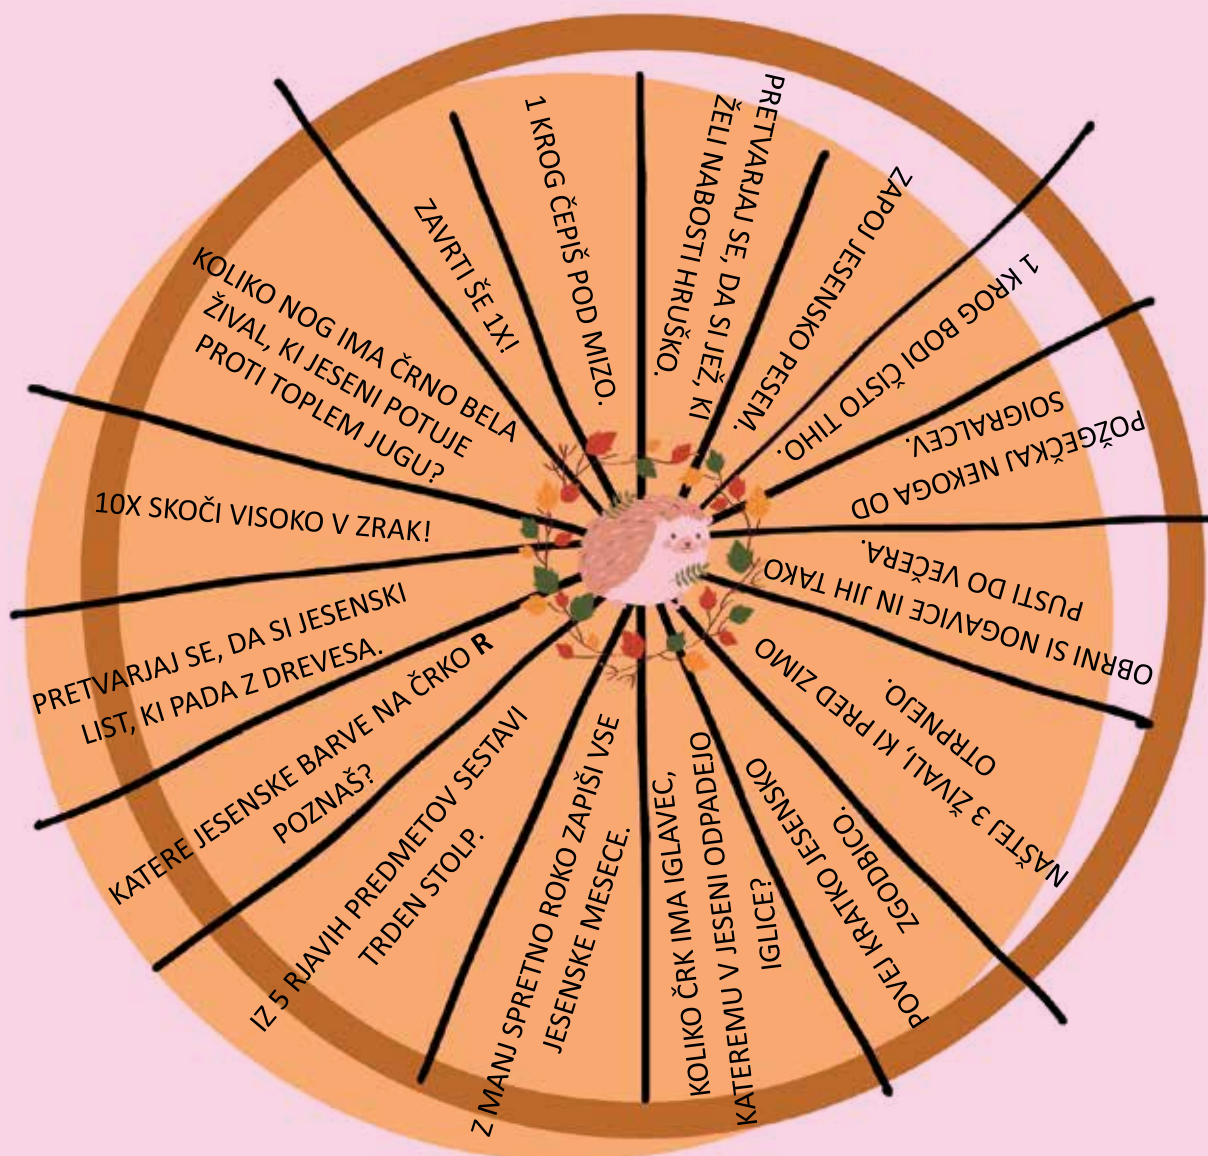 PRETVARJAJ SE, DA SI JEŽ, KI
ŽELI NABOSTI HRUŠKO.
ZAPOJ JESENSKO PESEM.
1 KROG BODI ČISTO TIHO.
POŽGEČKAJ NEKOGA OD
SOIGRALCEV.
OBRNI SI NOGAVICE IN JIH TAKO
PUSTI DO VEČERA.
NAŠTEJ 3 ŽIVALI, KI PRED ZIMO
OTRPNEJO.
POVEJ KRATKO JESENSKO
ZGODBICO.
KOLIKO ČRK IMA IGLAVEC,
KATEREMU V JESENI ODPADEJO
IGLICE?
Z MANJ SPRETNO ROKO ZAPIŠI VSE
JESENSKE MESECE.
IZ 5 RJAVIH PREDMETOV SESTAVI
TRDEN STOLP.
KATERE JESENSKE BARVE NA ČRKO R
POZNAŠ?
PRETVARJAJ SE, DA SI JESENSKI
LIST, KI PADA Z DREVESA.
10X SKOČI VISOKO V ZRAK!
KOLIKO NOG IMA ČRNO BELA
ŽIVAL, KI JESENI POTUJE
PROTI TOPLEM JUGU?
ZAVRTI ŠE 1X!
1 KROG ČEPIŠ POD MIZO.